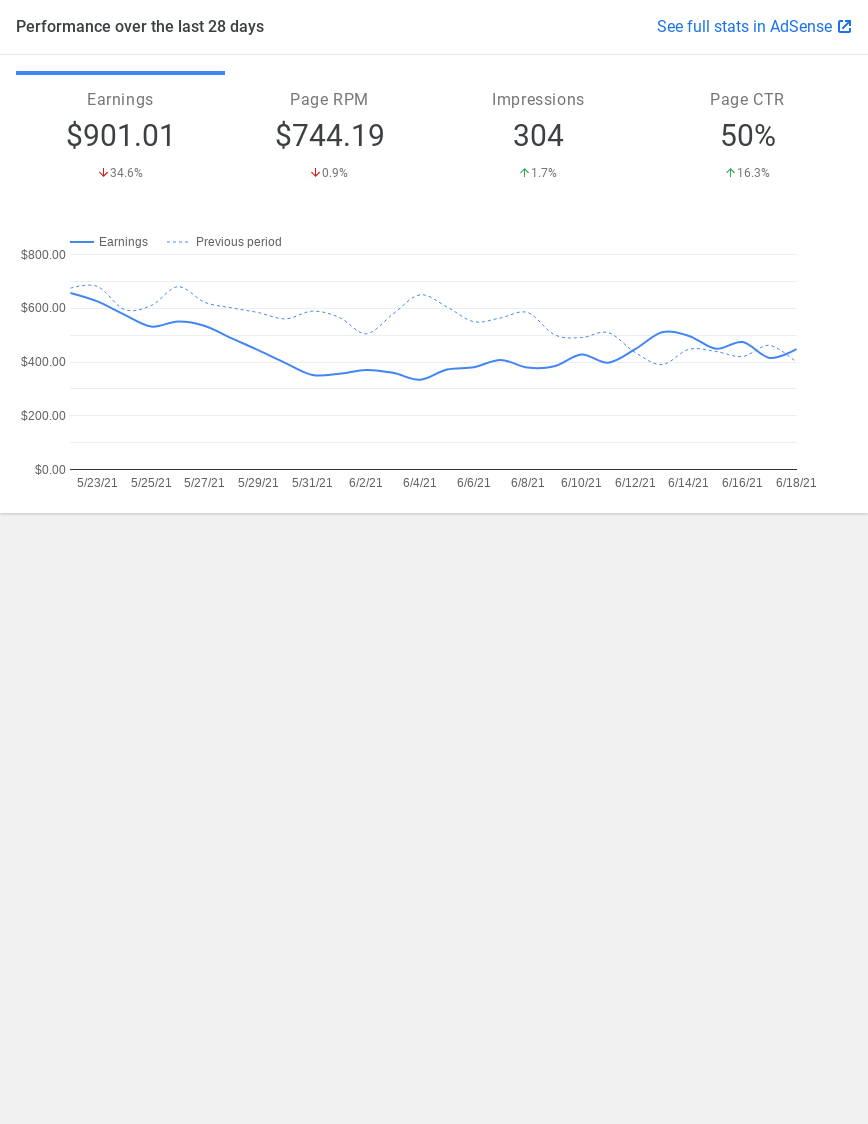 Performance over the last 28 days
See full stats in AdSense
Earnings Page RPM Impressions Page CTR
$901.01 $744.19 304 50%
34.6% 0.9% 1.7% 16.3%
Earnings Previous period
$800.00
$600.00
$400.00
$200.00
$0.00
5/23/21 5/25/21 5/27/21 5/29/21 5/31/21 6/2/21 6/4/21 6/6/21 6/8/21 6/10/21 6/12/21 6/14/21 6/16/21 6/18/21